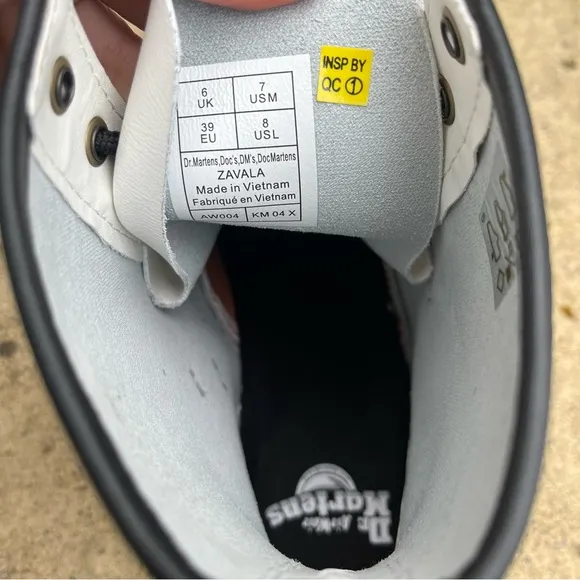 6 UK 7 USM
39 EU 8 USL
Dr.Martens,Doc's,DM's,DocMartens
ZAVALA
Made in Vietnam
Fabriqué en Vietnam
AW004 KM 04 X
INSP BY
QC ①
Dr. Martens